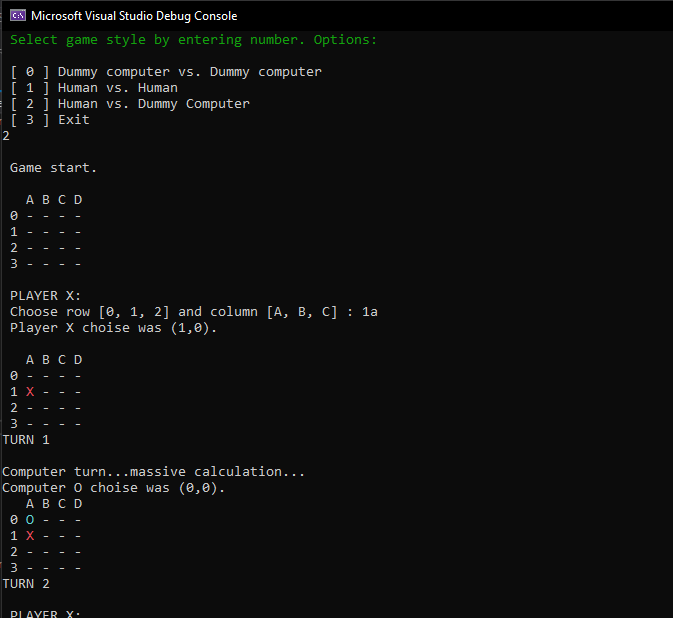 Microsoft Visual Studio Debug Console
Select game style by entering number. Options:
[ 0 ] Dummy computer vs. Dummy computer
[ 1 ] Human vs. Human
[ 2 ] Human vs. Dummy Computer
[ 3 ] Exit
2
Game start.
A B C D
0 - - - -
1 - - - -
2 - - - -
3 - - - -
PLAYER X:
Choose row [0, 1, 2] and column [A, B, C] : 1a
Player X choise was (1,0).
A B C D
0 - - - -
1 X - - -
2 - - - -
3 - - - -
TURN 1
Computer turn...massive calculation...
Computer O choise was (0,0).
A B C D
0 O - - -
1 X - - -
2 - - - -
3 - - - -
TURN 2
PLAYER X: